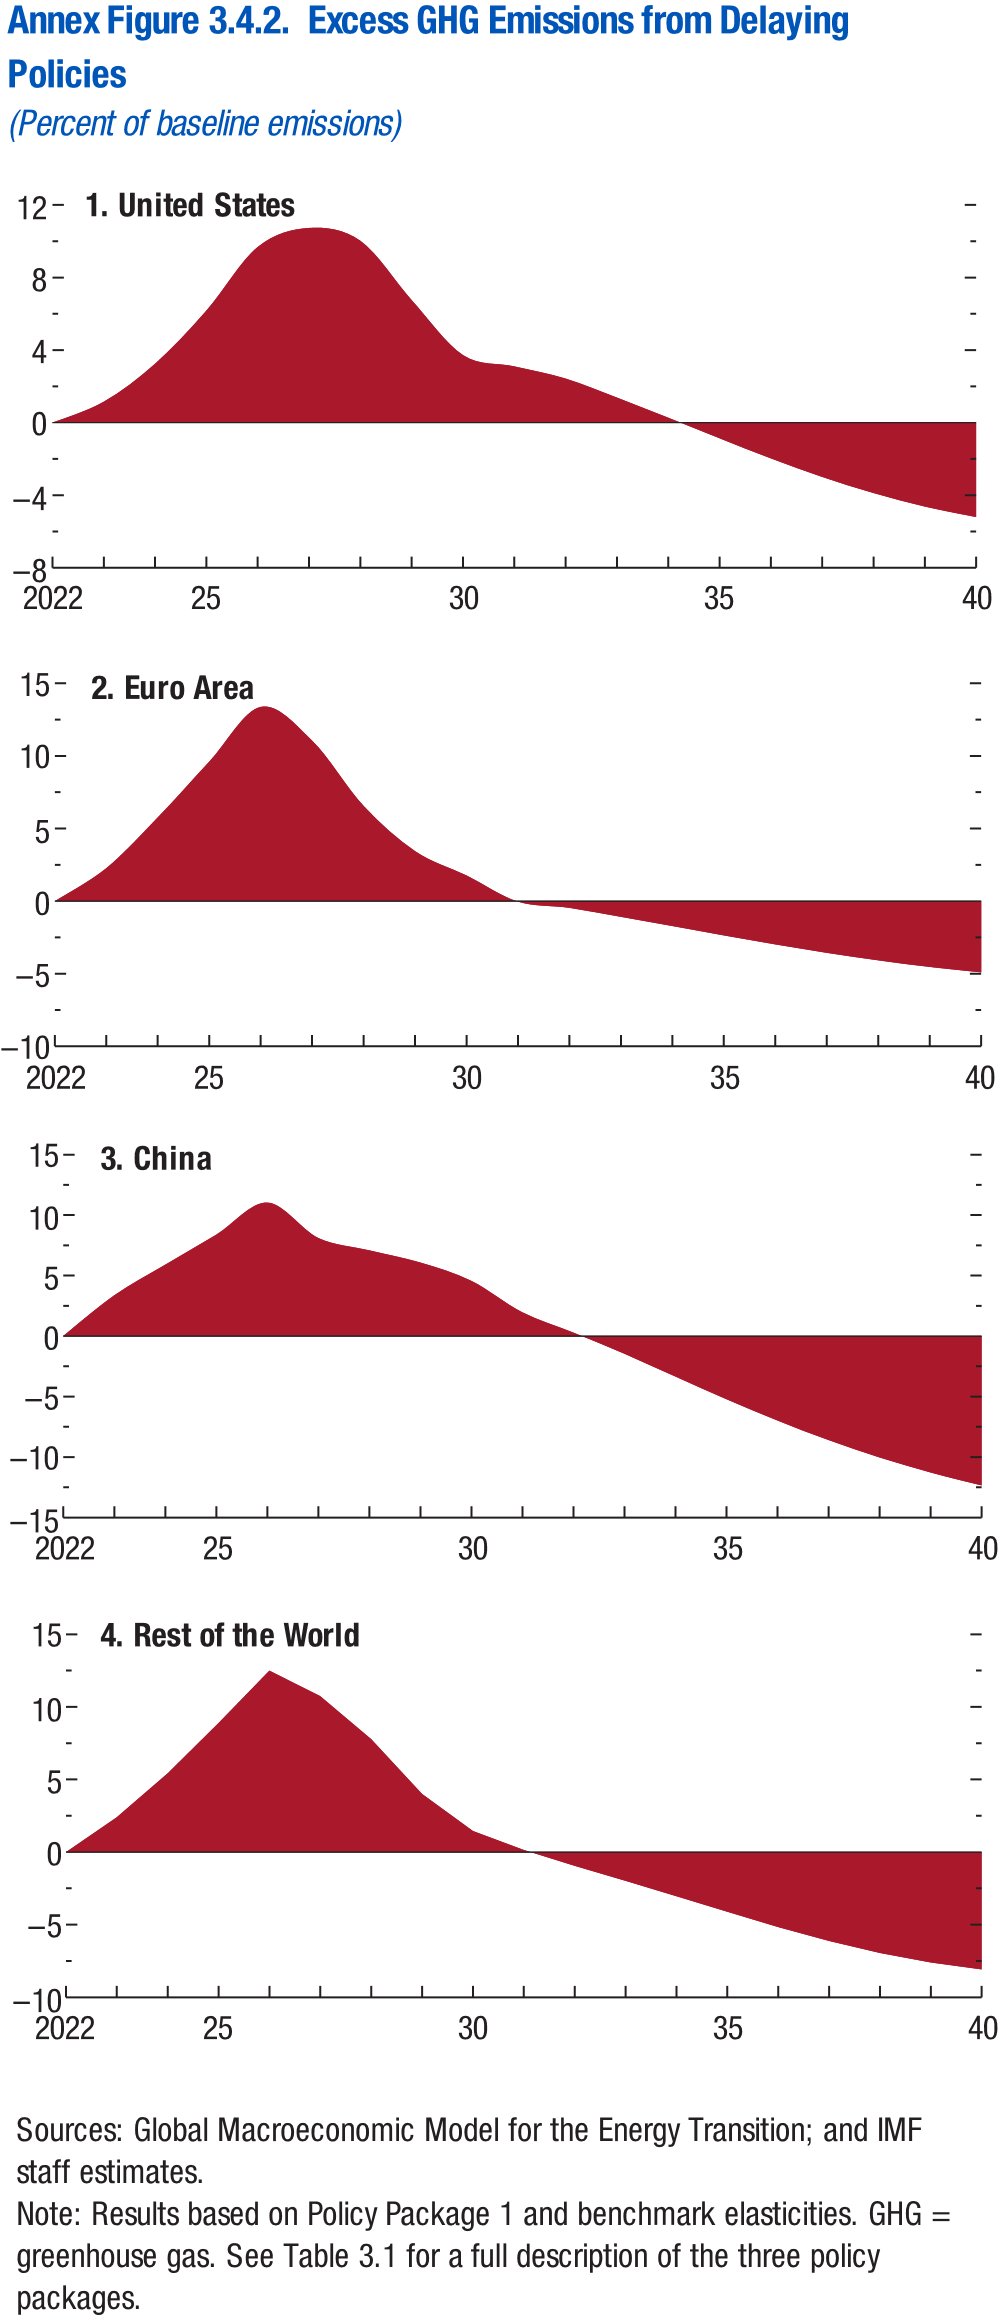 Annex Figure 3.4.2. Excess GHG Emissions from Delaying
Policies
(Percent of baseline emissions)
1. United States
12
8
4
0
–4
–8
2022 25 30 35 40
2. Euro Area
15
10
5
0
–5
–10
2022 25 30 35 40
3. China
15
10
5
0
–5
–10
–15
2022 25 30 35 40
4. Rest of the World
15
10
5
0
–5
–10
2022 25 30 35 40
Sources: Global Macroeconomic Model for the Energy Transition; and IMF
staff estimates.
Note: Results based on Policy Package 1 and benchmark elasticities. GHG =
greenhouse gas. See Table 3.1 for a full description of the three policy
packages.